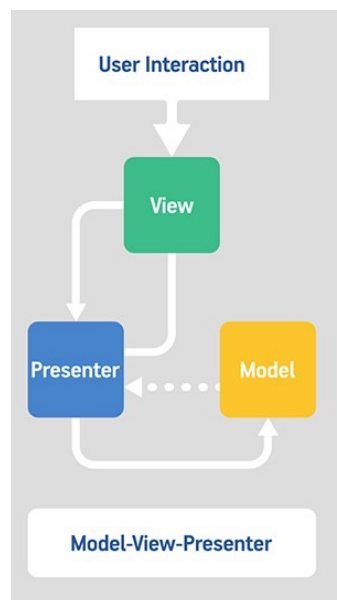 User Interaction
View
Presenter
Model
Model-View-Presenter